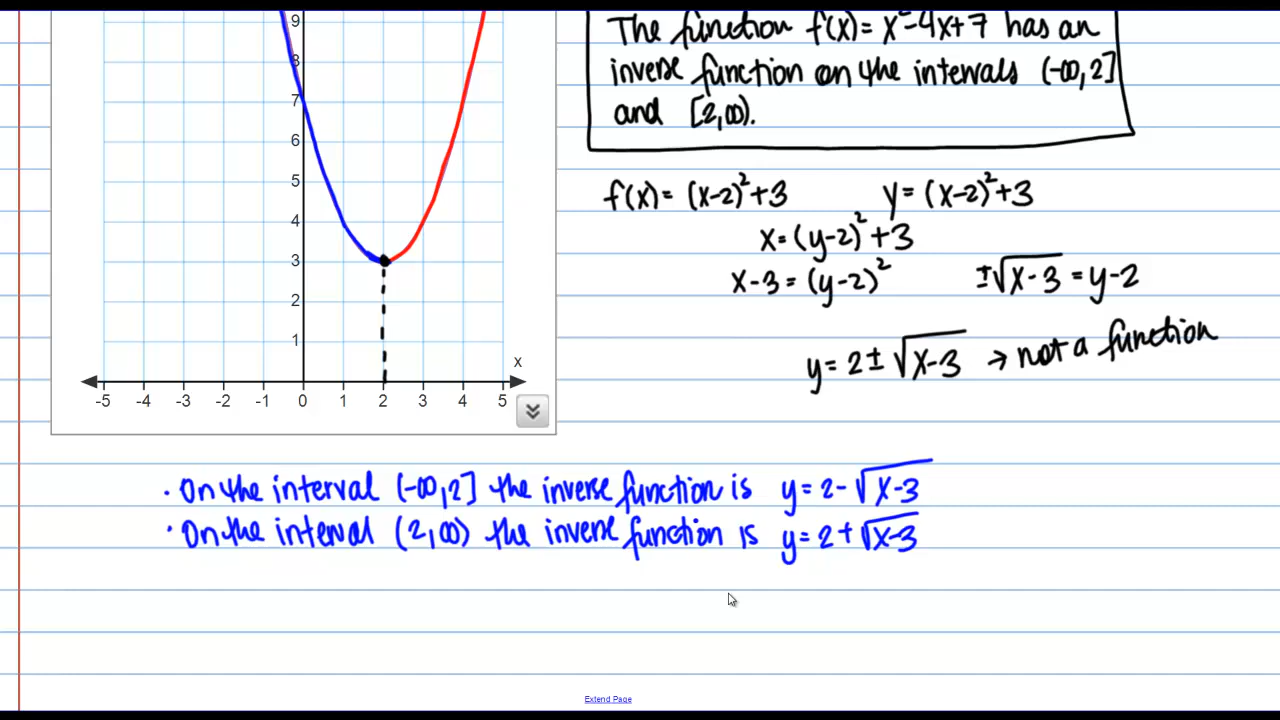 The function f(x) = x²-4x+7 has an
inverse function on the intervals (-∞,2]
and [2,∞).
f(x) = (x-2)²+3 y = (x-2)²+3
x = (y-2)²+3
x-3 = (y-2)² ±√x-3 = y-2
y = 2 ± √x-3 → not a function
9
8
7
6
5
4
3
2
1
x
-5 -4 -3 -2 -1 0 1 2 3 4 5
· On the interval (-∞,2] the inverse function is y = 2-√x-3
· On the interval (2,∞) the inverse function is y = 2+√x-3
Extend Page